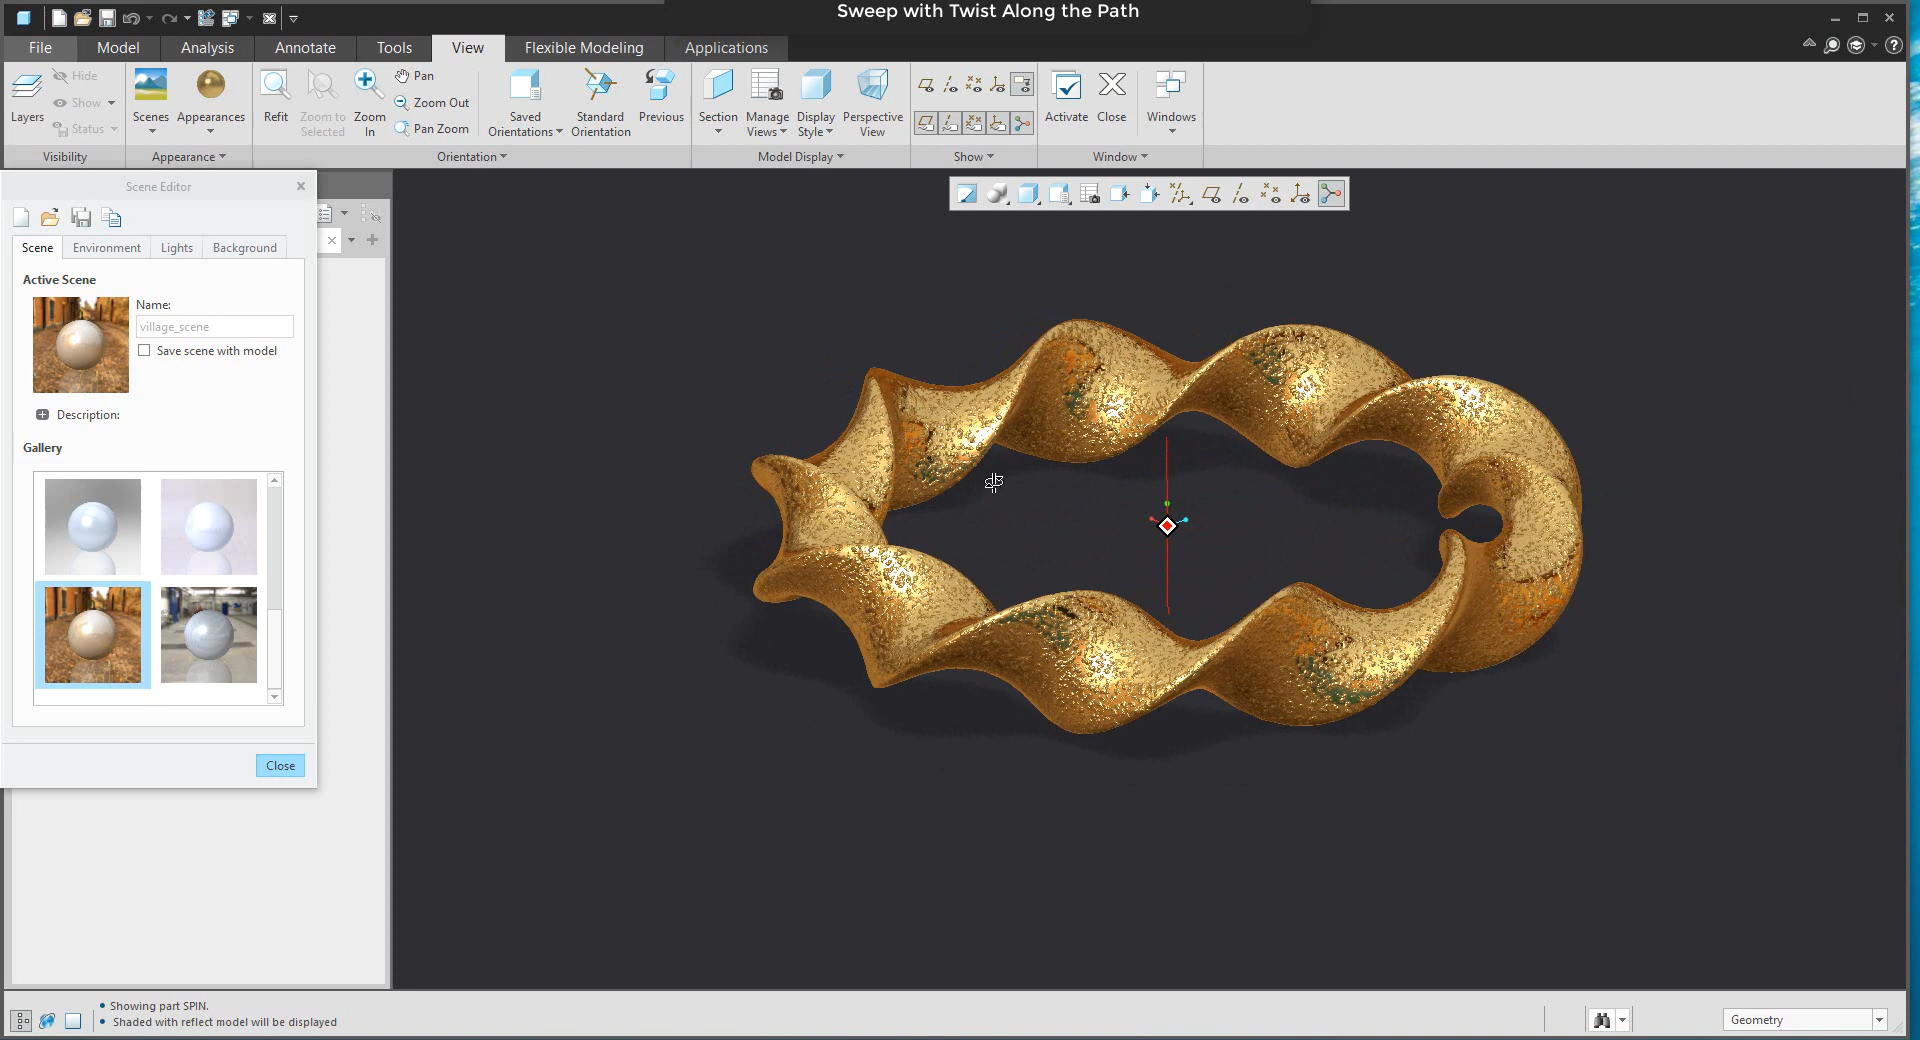 Sweep with Twist Along the Path
File Model Analysis Annotate Tools View Flexible Modeling Applications
Layers
Hide
Show
Status
Visibility
Scenes
Appearances
Appearance
Refit
Zoom to
Selected
Zoom
In
Pan
Zoom Out
Pan Zoom
Saved
Orientations
Standard
Orientation
Previous
Orientation
Section
Manage
Views
Display
Style
Perspective
View
Model Display
Show
Activate
Close
Windows
Window
Scene Editor
Scene Environment Lights Background
Active Scene
Name:
village_scene
Save scene with model
Description:
Gallery
Close
Showing part SPIN.
Shaded with reflect model will be displayed
Geometry